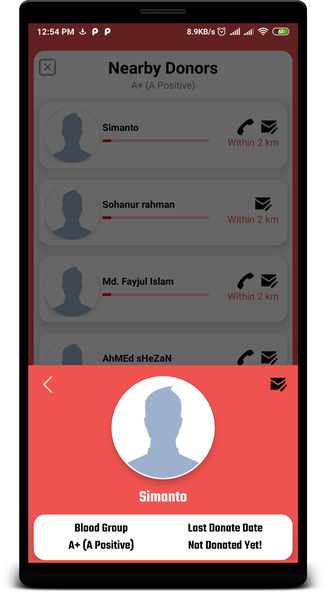 12:54 PM P P 8.9KB/s 61
Nearby Donors
A+ (A Positive)
Simanto
Within 2 km
Sohanur rahman
Within 2 km
Md. Fayjul Islam
Within 2 km
AhMEd sHeZaN
Simanto
Blood Group Last Donate Date
A+ (A Positive) Not Donated Yet!